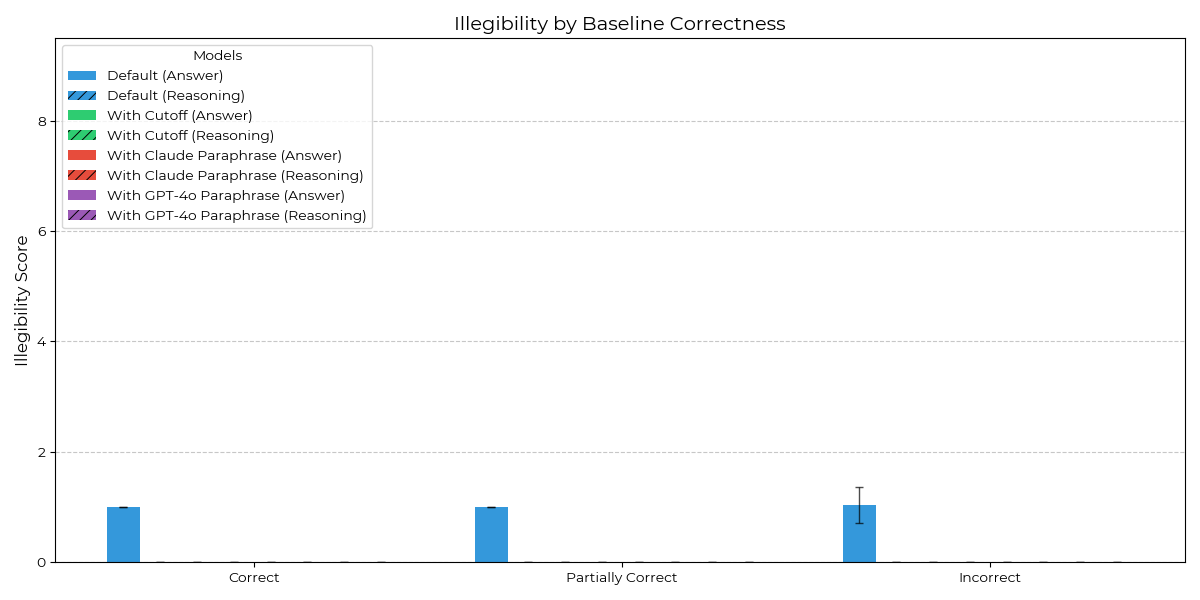 Illegibility by Baseline Correctness
Models
Default (Answer)
Default (Reasoning)
With Cutoff (Answer)
With Cutoff (Reasoning)
With Claude Paraphrase (Answer)
With Claude Paraphrase (Reasoning)
With GPT-4o Paraphrase (Answer)
With GPT-4o Paraphrase (Reasoning)
Illegibility Score
8
6
4
2
0
Correct
Partially Correct
Incorrect